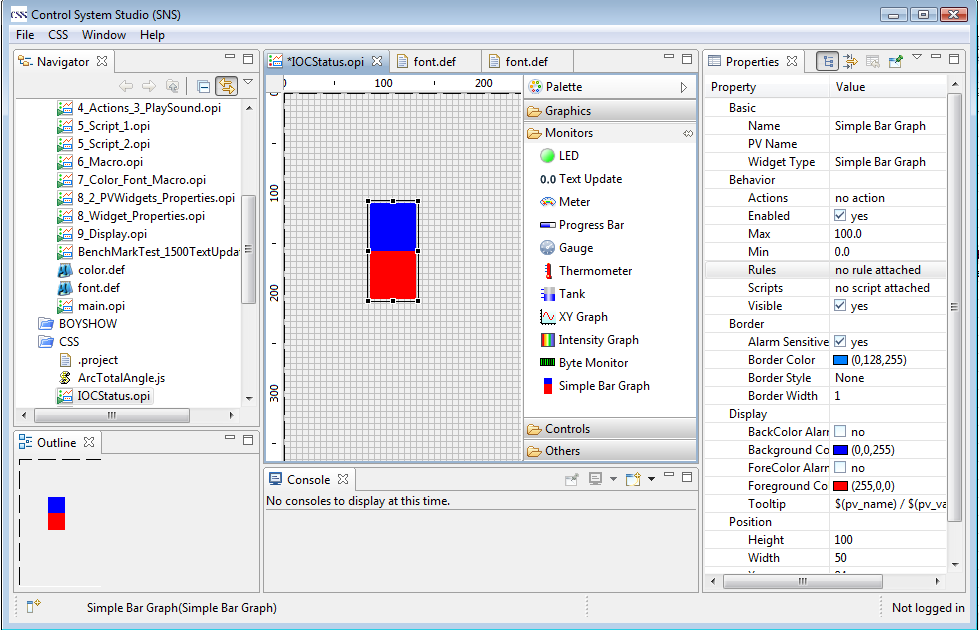 CSS Control System Studio (SNS)
File CSS Window Help
Navigator
4_Actions_3_PlaySound.opi
5_Script_1.opi
5_Script_2.opi
6_Macro.opi
7_Color_Font_Macro.opi
8_2_PVWidgets_Properties.opi
8_Widget_Properties.opi
9_Display.opi
BenchMarkTest_1500TextUpda
color.def
font.def
main.opi
BOYSHOW
CSS
.project
ArcTotalAngle.js
IOCStatus.opi
Outline
*IOCStatus.opi font.def font.def
0 100 200
0
100
200
300
Palette
Graphics
Monitors
LED
0.0 Text Update
Meter
Progress Bar
Gauge
Thermometer
Tank
XY Graph
Intensity Graph
Byte Monitor
Simple Bar Graph
Controls
Others
Console
No consoles to display at this time.
Properties
Property Value
Basic
Name Simple Bar Graph
PV Name
Widget Type Simple Bar Graph
Behavior
Actions no action
Enabled yes
Max 100.0
Min 0.0
Rules no rule attached
Scripts no script attached
Visible yes
Border
Alarm Sensitive yes
Border Color (0,128,255)
Border Style None
Border Width 1
Display
BackColor Alarr no
Background Co (0,0,255)
ForeColor Alarr no
Foreground Co (255,0,0)
Tooltip $(pv_name) / $(pv_va
Position
Height 100
Width 50
Simple Bar Graph(Simple Bar Graph)
Not logged in